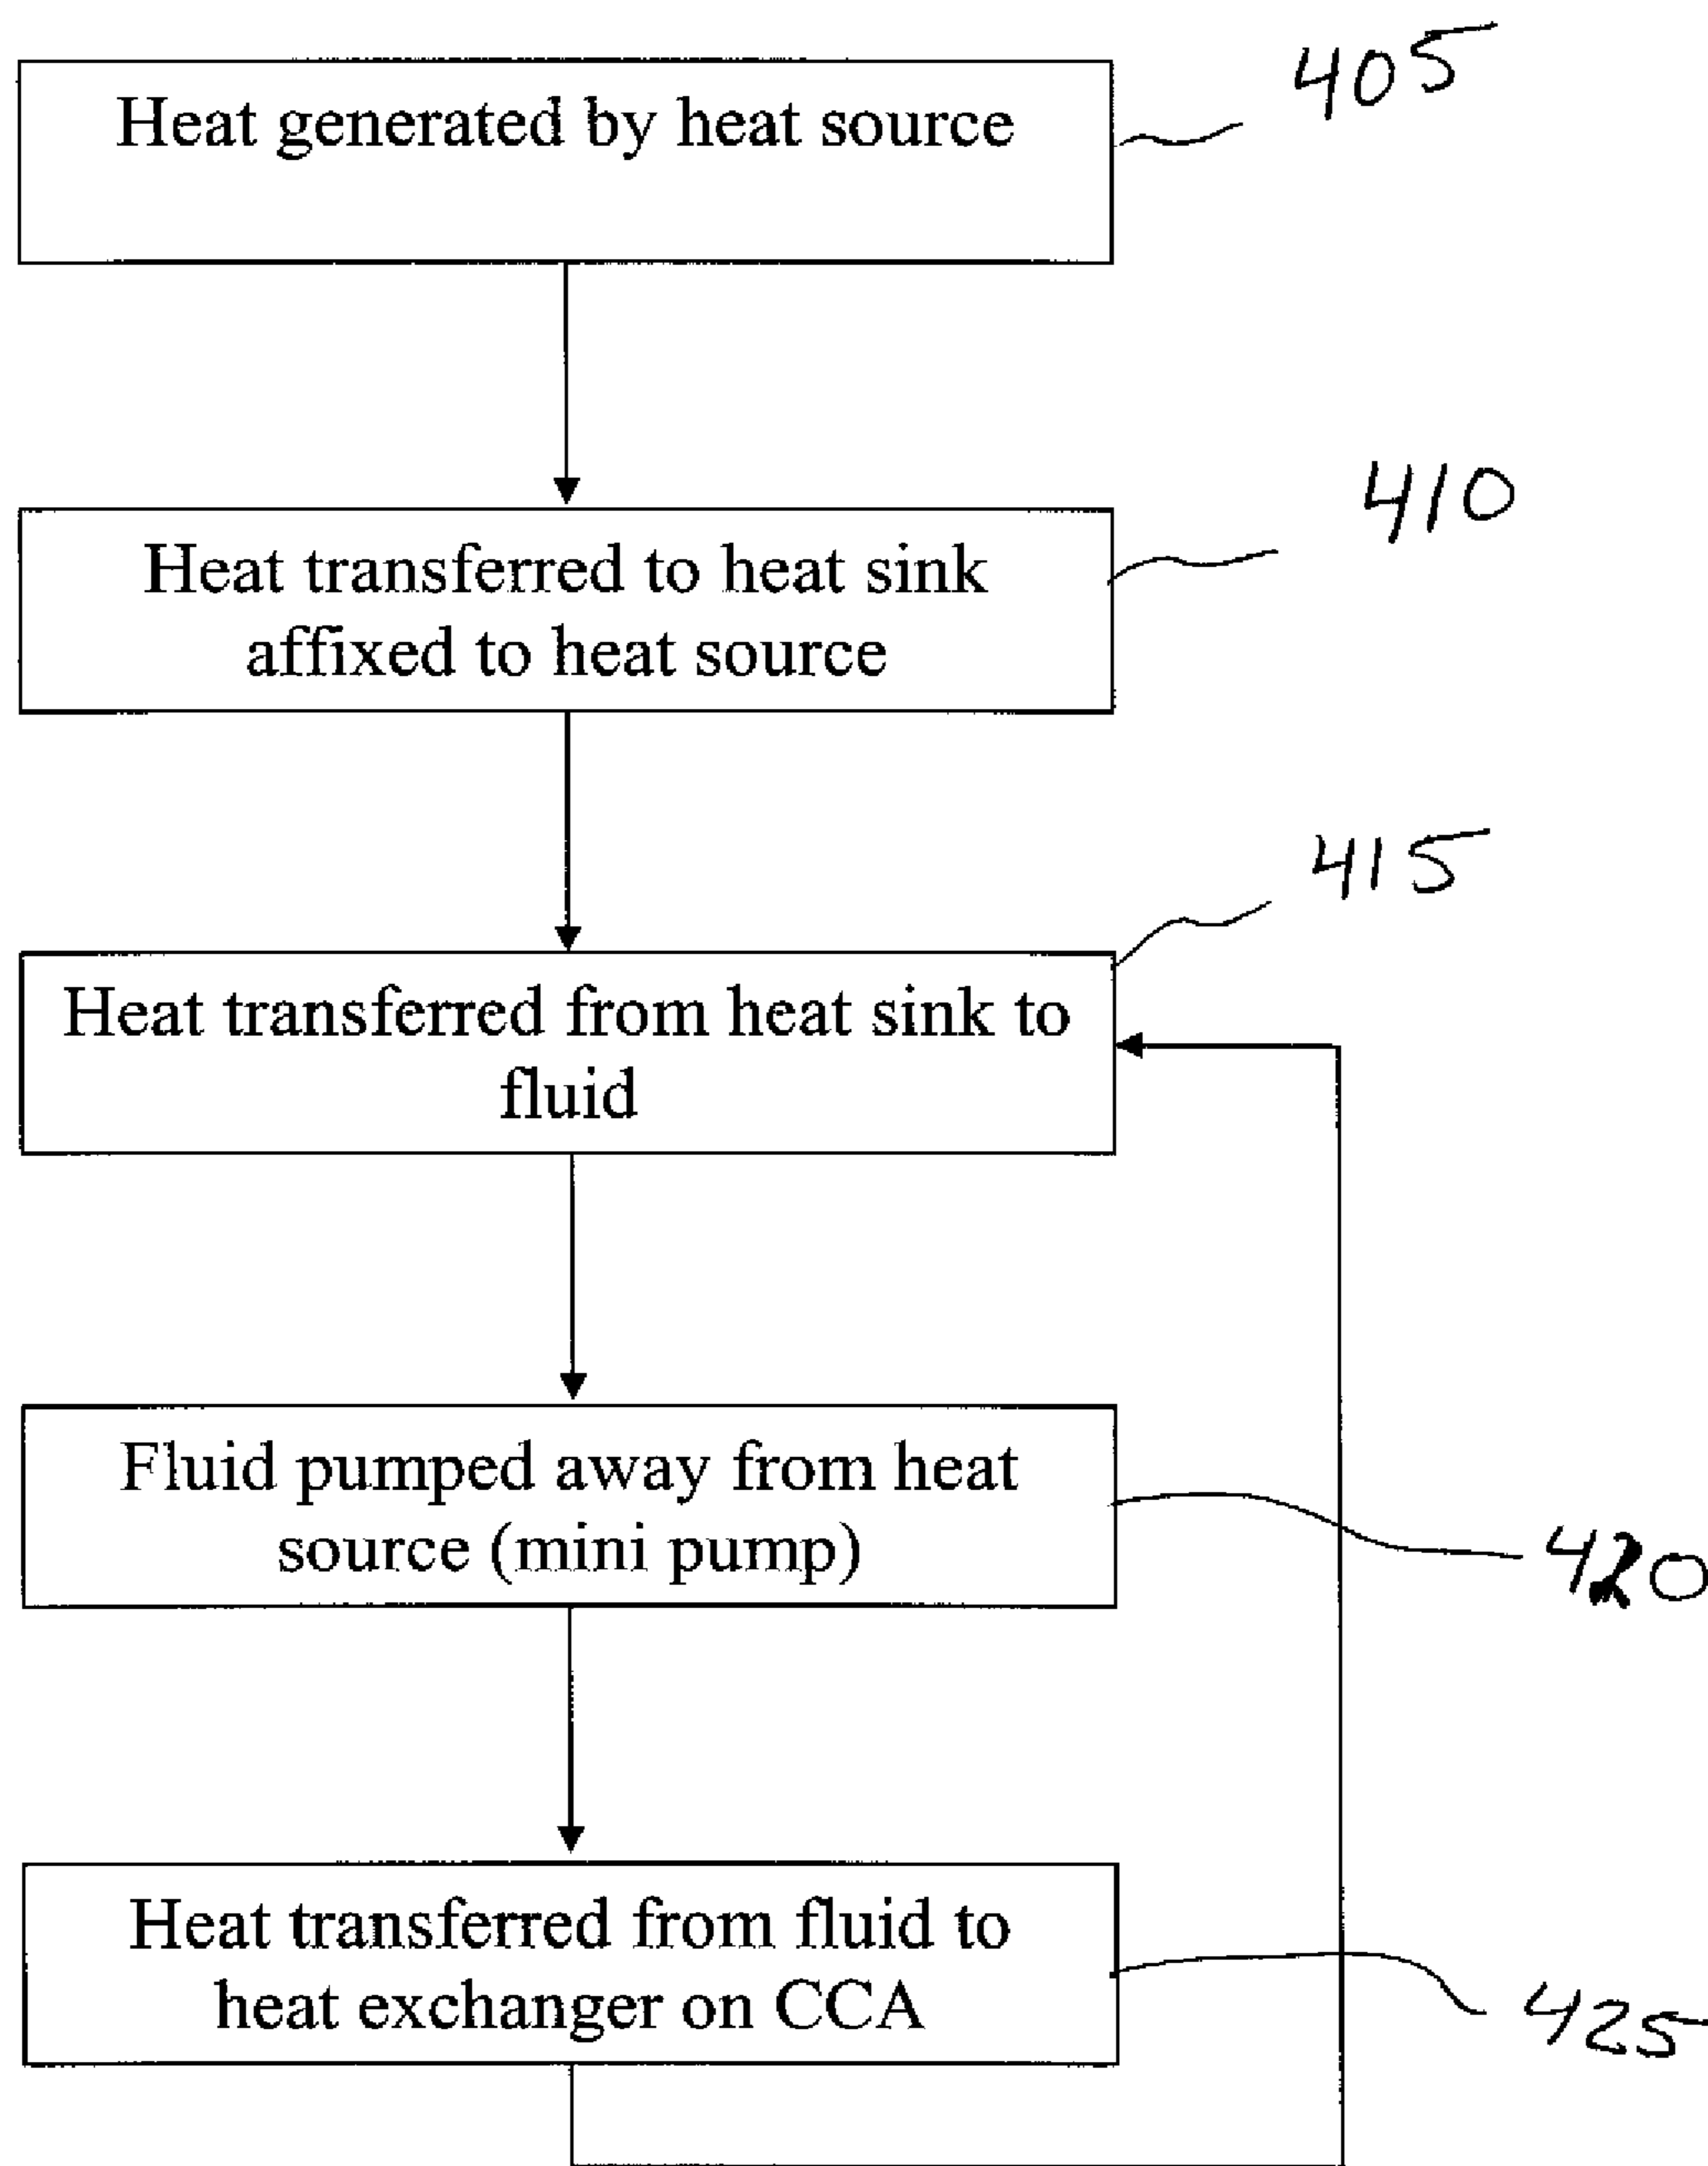 405
Heat generated by heat source
410
Heat transferred to heat sink
affixed to heat source
415
Heat transferred from heat sink to
fluid
Fluid pumped away from heat
source (mini pump)
420
Heat transferred from fluid to
heat exchanger on CCA
425